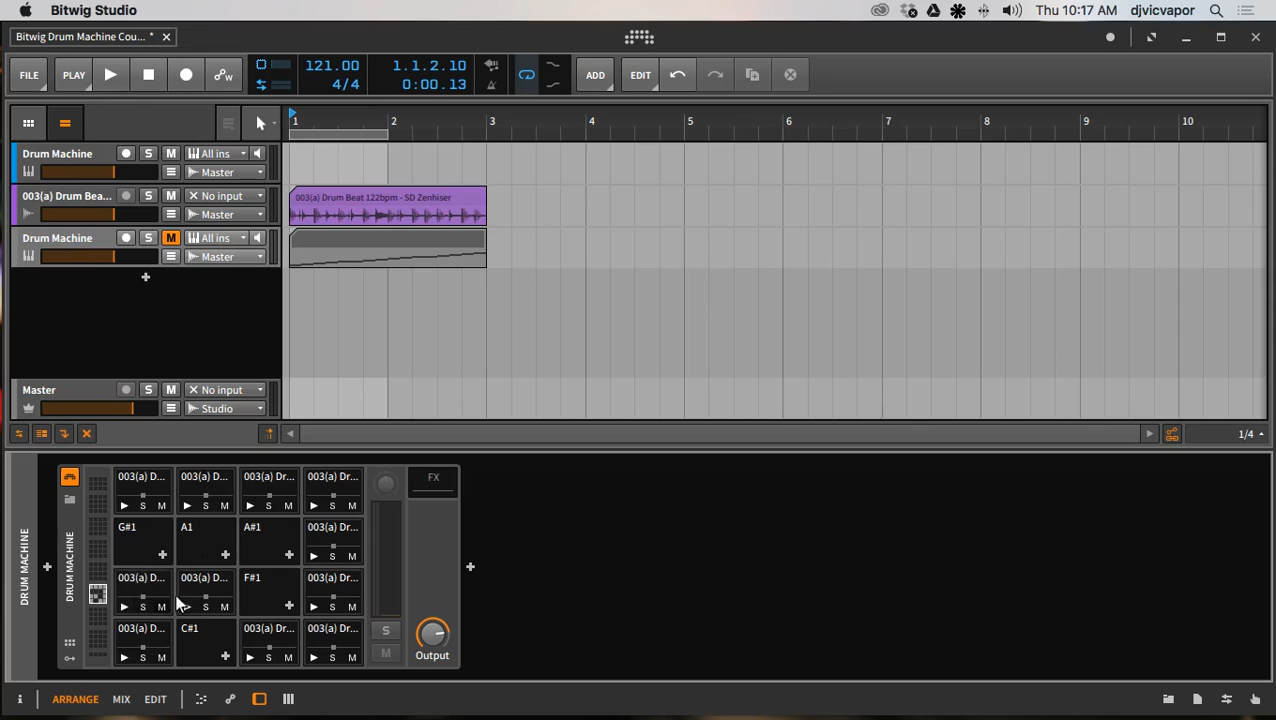 Bitwig Studio
Thu 10:17 AM djvicvapor
Bitwig Drum Machine Cou... *
FILE PLAY 121.00 1.1.2.10 ADD EDIT
4/4 0:00.13
1 2 3 4 5 6 7 8 9 10
Drum Machine S M All ins
Master
003(a) Drum Bea... S M No input
Master
003(a) Drum Beat 122bpm - SD Zenhiser
Drum Machine S M All ins
Master
Master S M No input
Studio
1/4
DRUM MACHINE
DRUM MACHINE
003(a) D... 003(a) D... 003(a) Dr... 003(a) Dr... FX
S M S M S M S M
G#1 A1 A#1 003(a) Dr...
S M
003(a) D... 003(a) D... F#1 003(a) Dr...
S M S M S M
003(a) D... C#1 003(a) Dr... 003(a) Dr... S
S M S M S M M Output
ARRANGE MIX EDIT